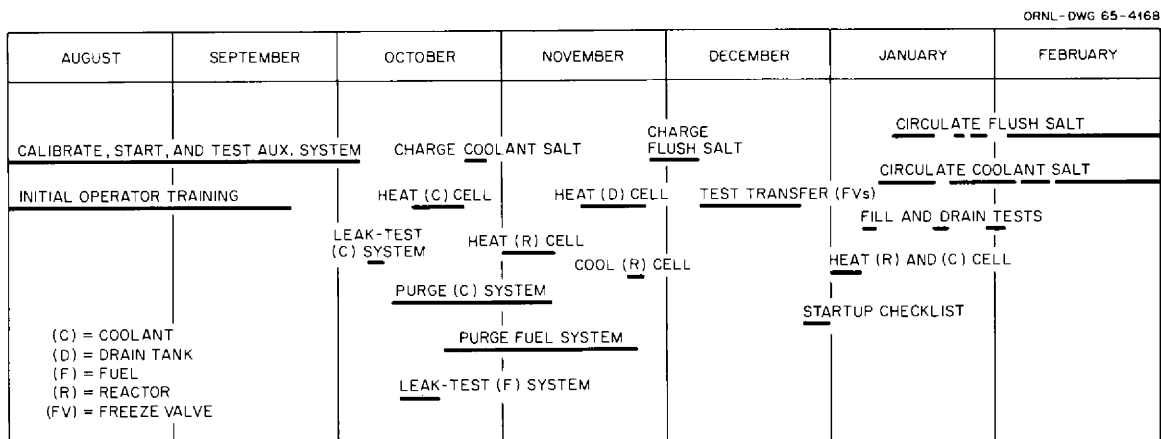 ORNL-DWG 65-4168
AUGUST
SEPTEMBER
OCTOBER
NOVEMBER
DECEMBER
JANUARY
FEBRUARY
CIRCULATE FLUSH SALT
CHARGE
FLUSH SALT
CALIBRATE, START, AND TEST AUX. SYSTEM
CHARGE COOLANT SALT
CIRCULATE COOLANT SALT
INITIAL OPERATOR TRAINING
HEAT (C) CELL
HEAT (D) CELL
TEST TRANSFER (FVs)
FILL AND DRAIN TESTS
LEAK-TEST
(C) SYSTEM
HEAT (R) CELL
COOL (R) CELL
HEAT (R) AND (C) CELL
PURGE (C) SYSTEM
STARTUP CHECKLIST
PURGE FUEL SYSTEM
LEAK-TEST (F) SYSTEM
(C) = COOLANT
(D) = DRAIN TANK
(F) = FUEL
(R) = REACTOR
(FV) = FREEZE VALVE